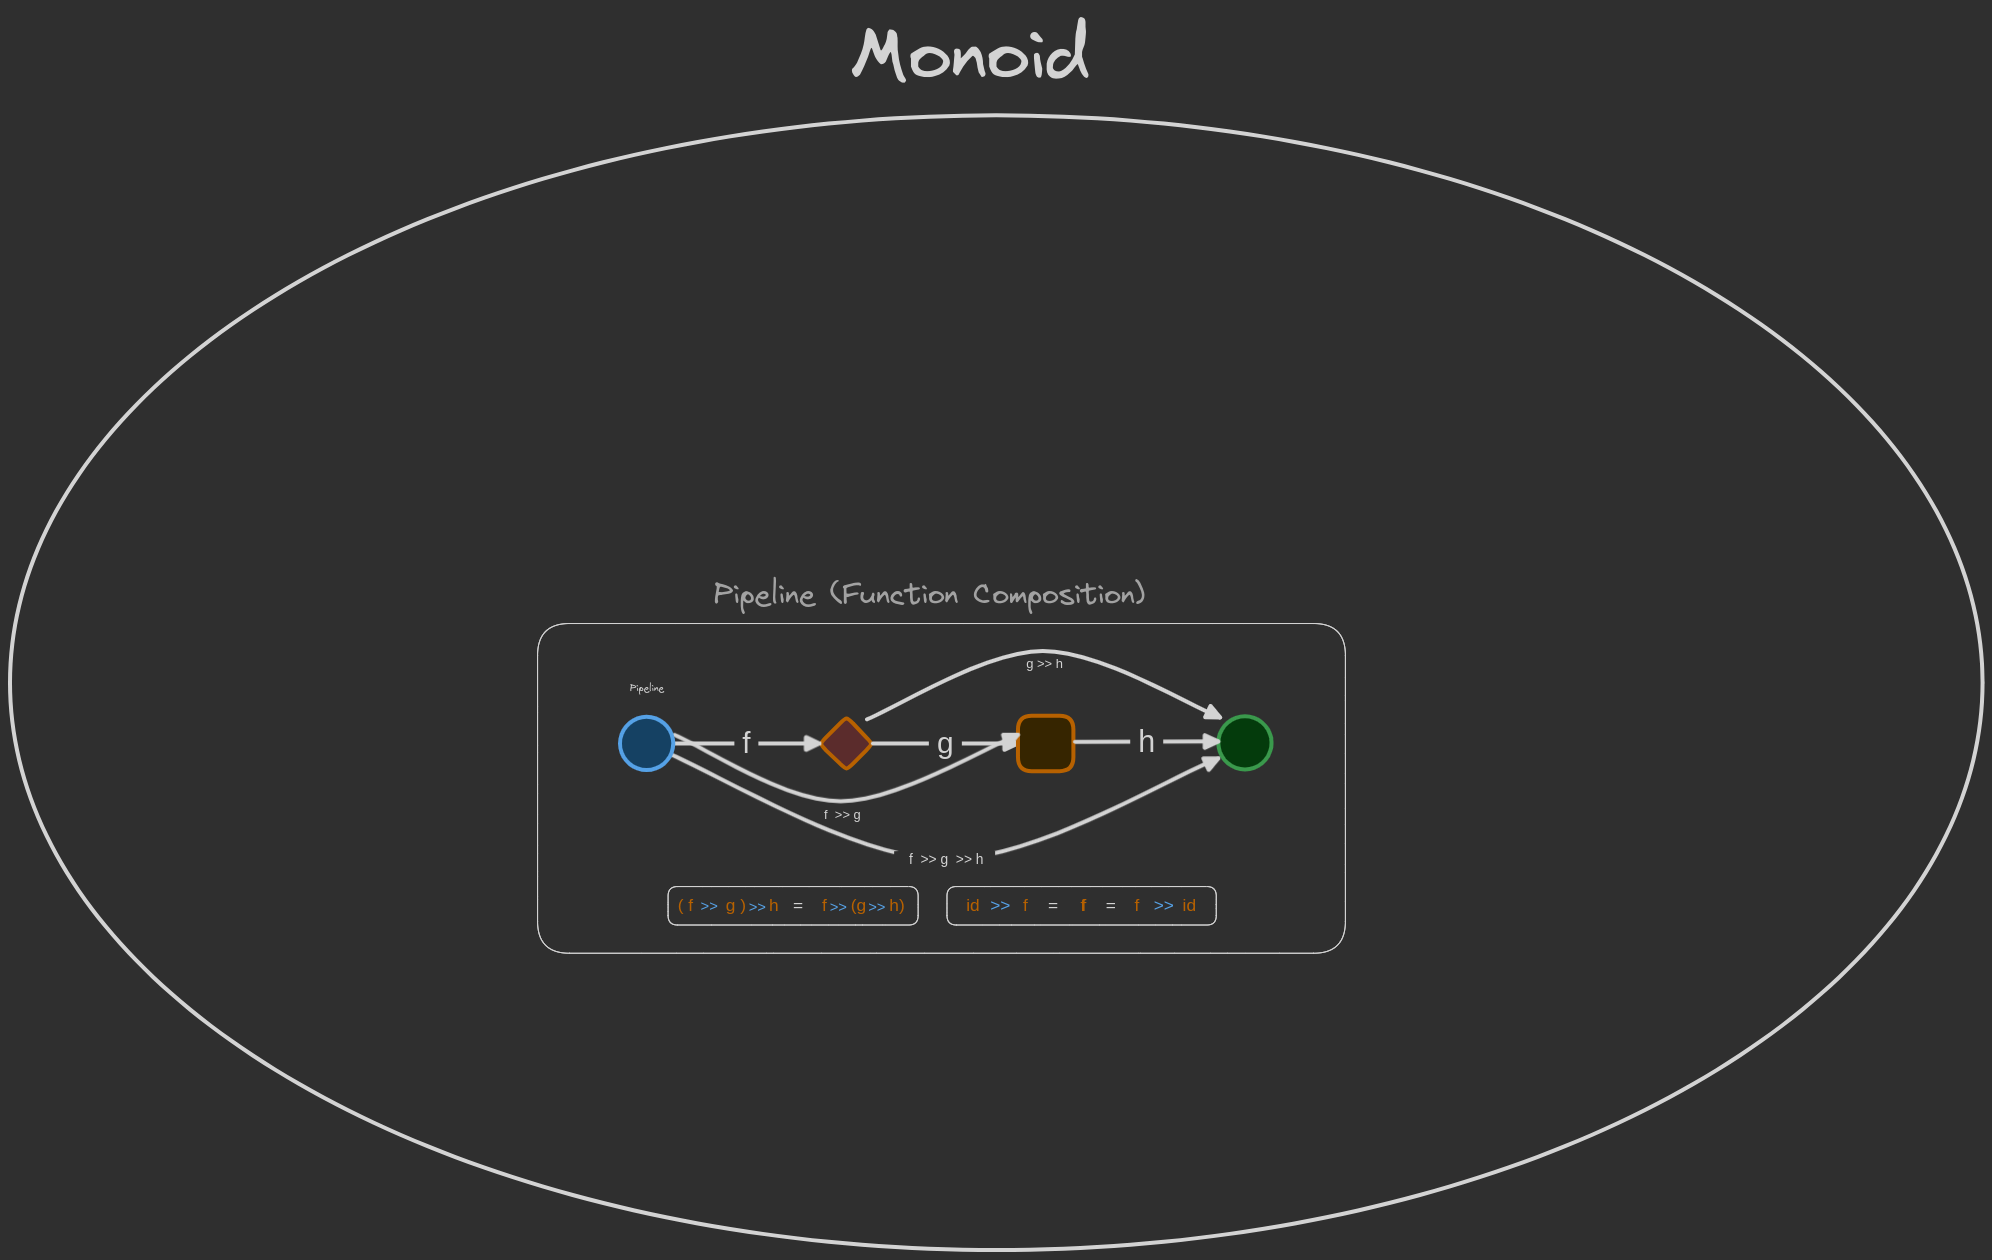 Monoid
Pipeline (Function Composition)
g >> h
Pipeline
f
g
h
f >> g
f >> g >> h
( f >> g ) >> h = f >> (g >> h)
id >> f = f = f >> id